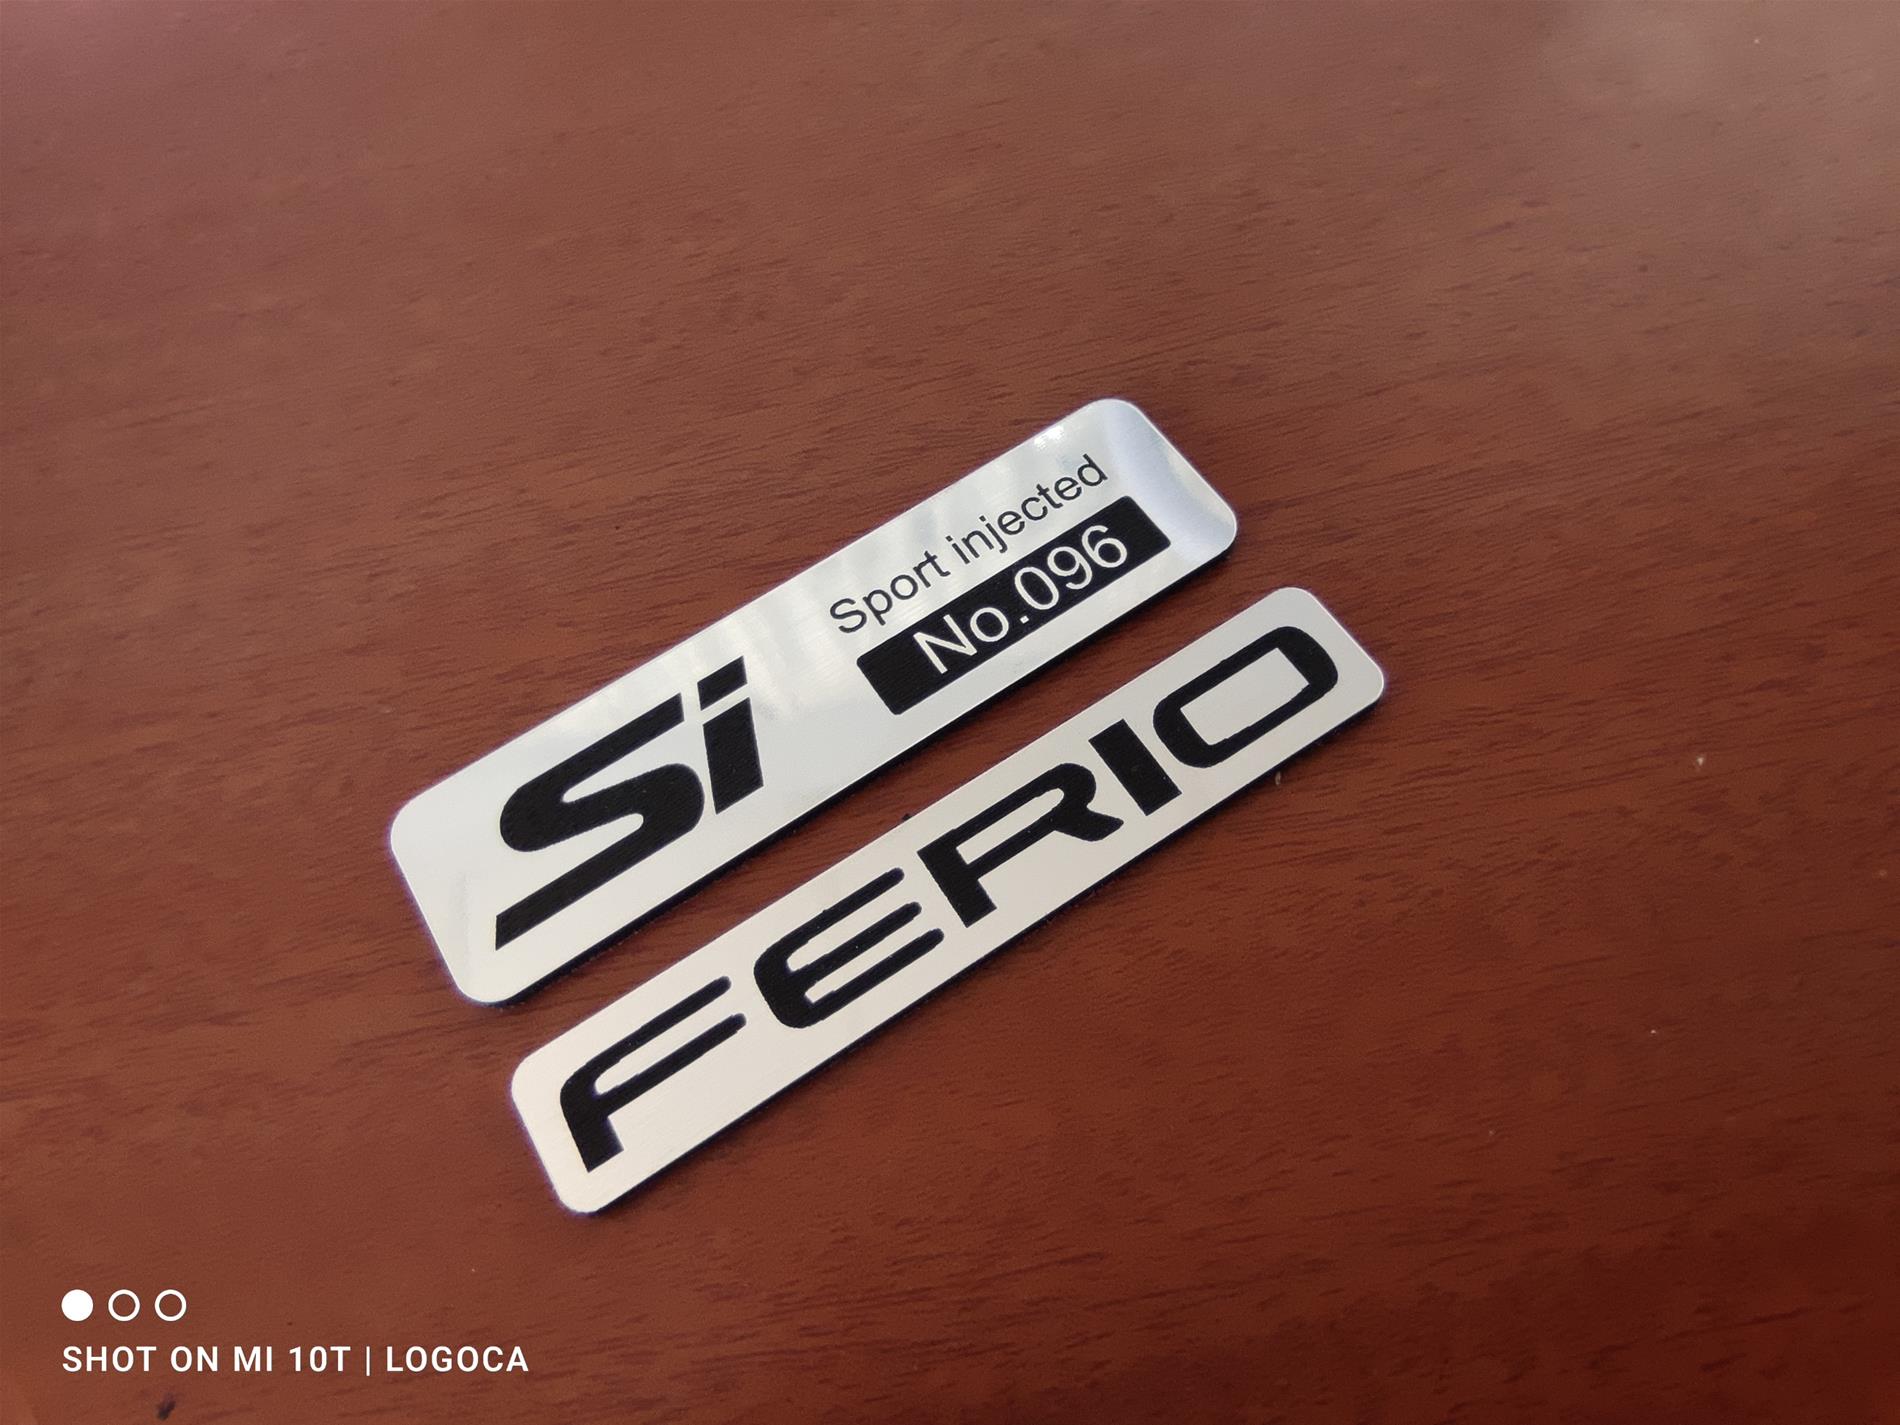 Si
Sport injected
No.096
FERIO
SHOT ON MI 10T | LOGOCA